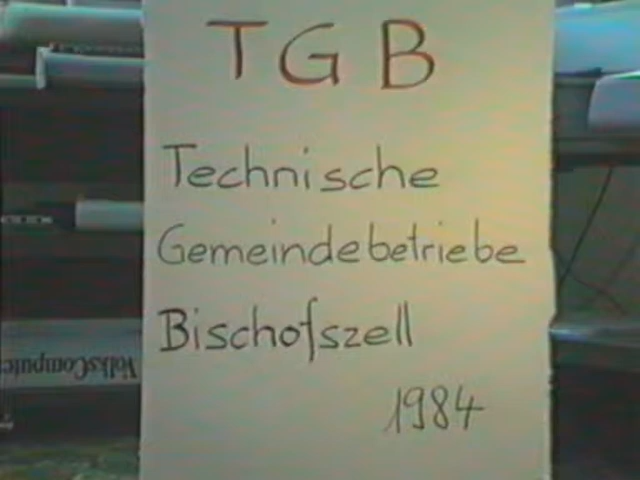 TGB
Technische
Gemeindebetriebe
Bischofszell
1984
VolksComputer